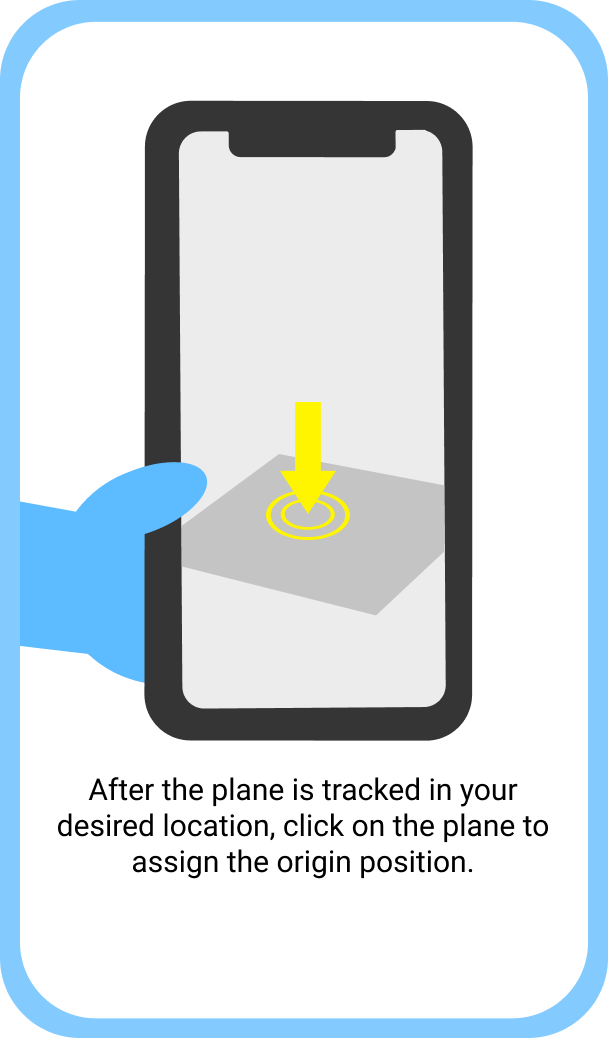 After the plane is tracked in your
desired location, click on the plane to
assign the origin position.